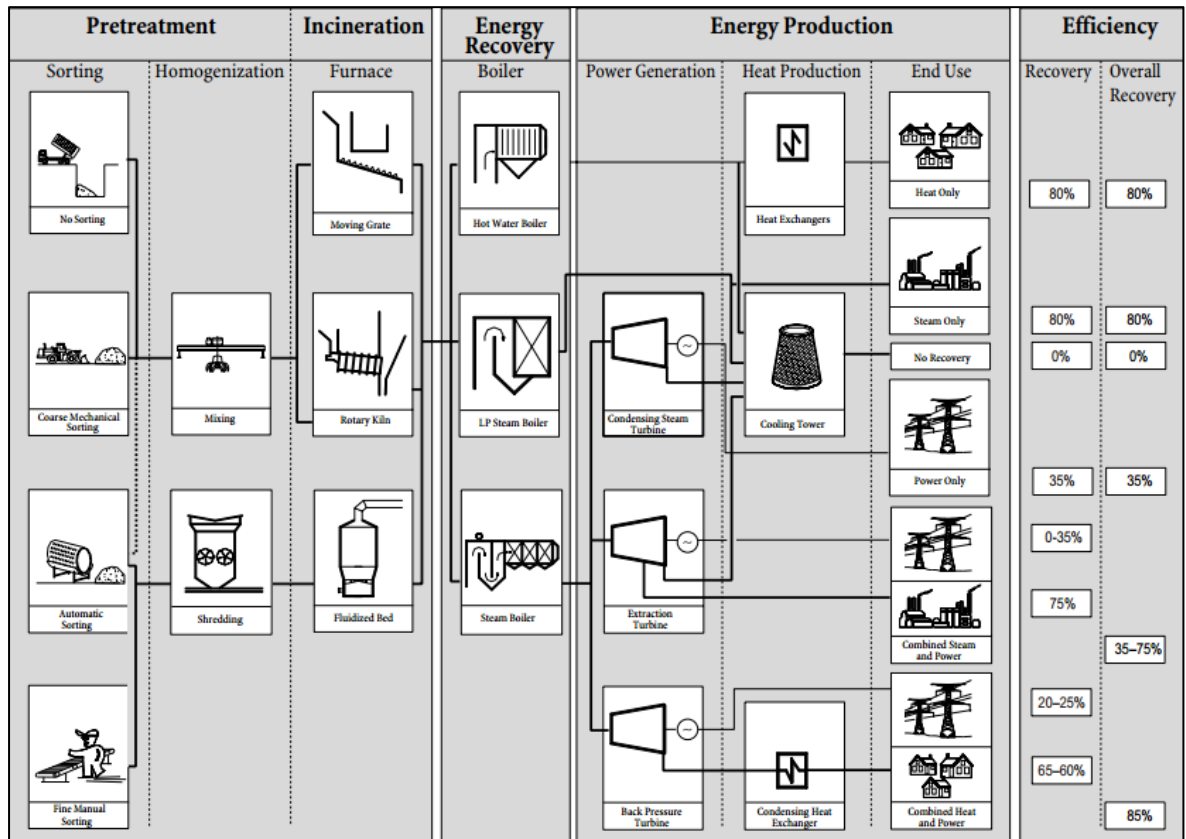 Pretreatment
Incineration
Energy
Recovery
Energy Production
Efficiency
Sorting
Homogenization
Furnace
Boiler
Power Generation
Heat Production
End Use
Recovery
Overall
Recovery
No Sorting
Moving Grate
Hot Water Boiler
Heat Exchangers
Heat Only
80%
80%
Steam Only
80%
80%
No Recovery
0%
0%
Coarse Mechanical
Sorting
Mixing
Rotary Kiln
LP Steam Boiler
~
Condensing Steam
Turbine
Cooling Tower
Power Only
35%
35%
~
0-35%
Automatic
Sorting
Shredding
Fluidized Bed
Steam Boiler
Extraction
Turbine
75%
Combined Steam
and Power
35–75%
~
20–25%
65–60%
Fine Manual
Sorting
Back Pressure
Turbine
Condensing Heat
Exchanger
Combined Heat
and Power
85%